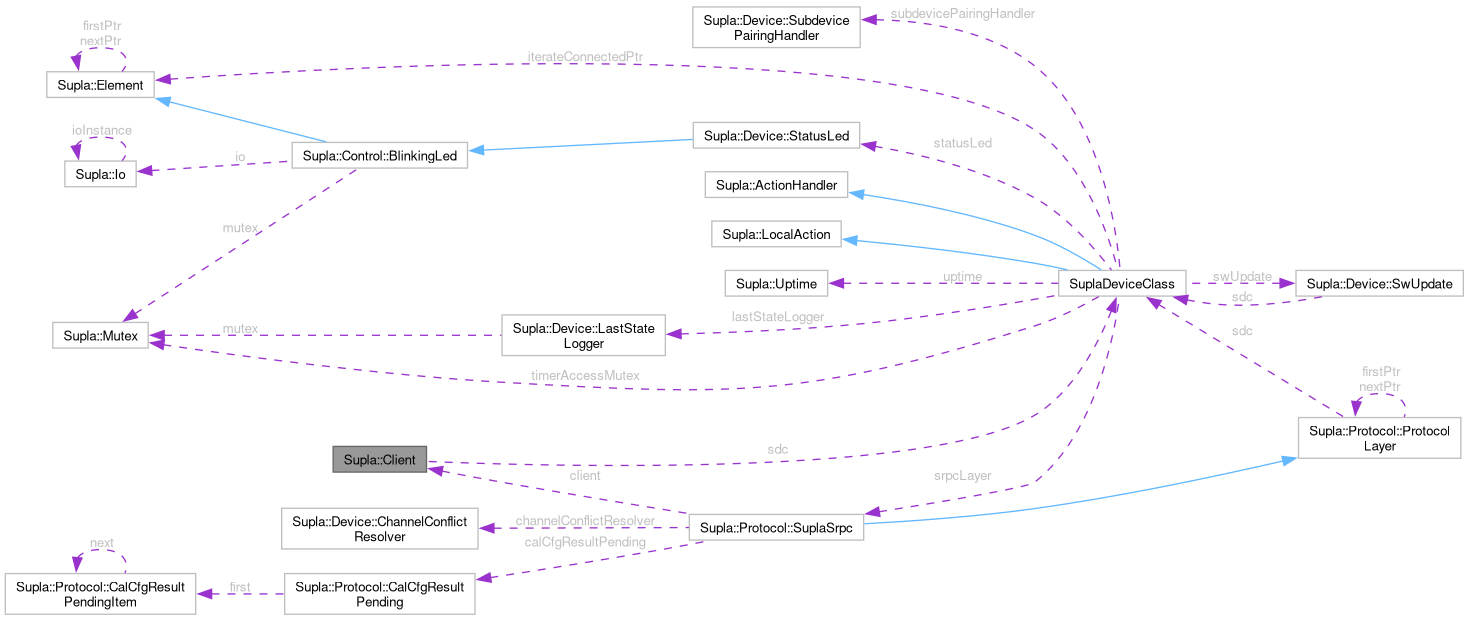 Supla::Device::Subdevice
PairingHandler
subdevicePairingHandler
firstPtr
nextPtr
iterateConnectedPtr
Supla::Element
ioInstance
Supla::Device::StatusLed
statusLed
io
Supla::Control::BlinkingLed
Supla::Io
Supla::ActionHandler
mutex
Supla::LocalAction
Supla::Uptime
uptime
SuplaDeviceClass
swUpdate
sdc
Supla::Device::SwUpdate
Supla::Mutex
mutex
Supla::Device::LastState
Logger
lastStateLogger
sdc
timerAccessMutex
firstPtr
nextPtr
Supla::Protocol::Protocol
Layer
Supla::Client
sdc
client
srpcLayer
Supla::Device::ChannelConflict
Resolver
channelConflictResolver
Supla::Protocol::SuplaSrpc
calCfgResultPending
next
Supla::Protocol::CalCfgResult
PendingItem
first
Supla::Protocol::CalCfgResult
Pending